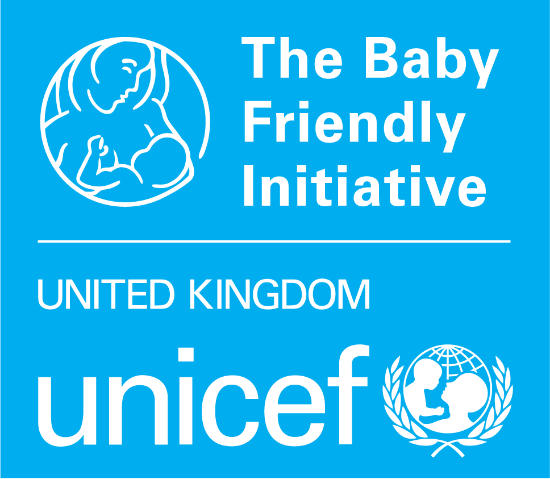 The Baby
Friendly
Initiative
UNITED KINGDOM
unicef